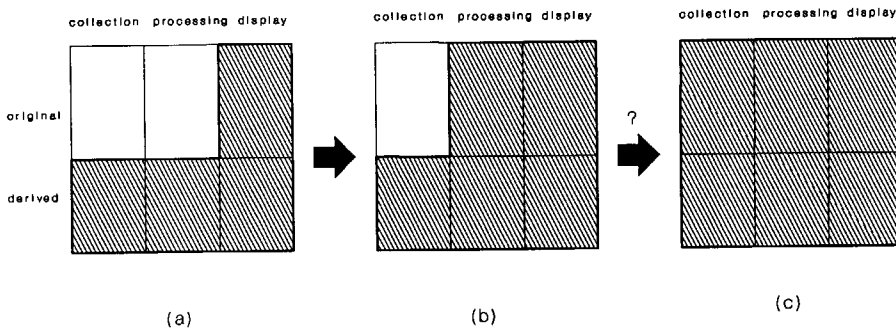 collection processing display
collection processing display
collection processing display
original
?
derived
(a)
(b)
(c)